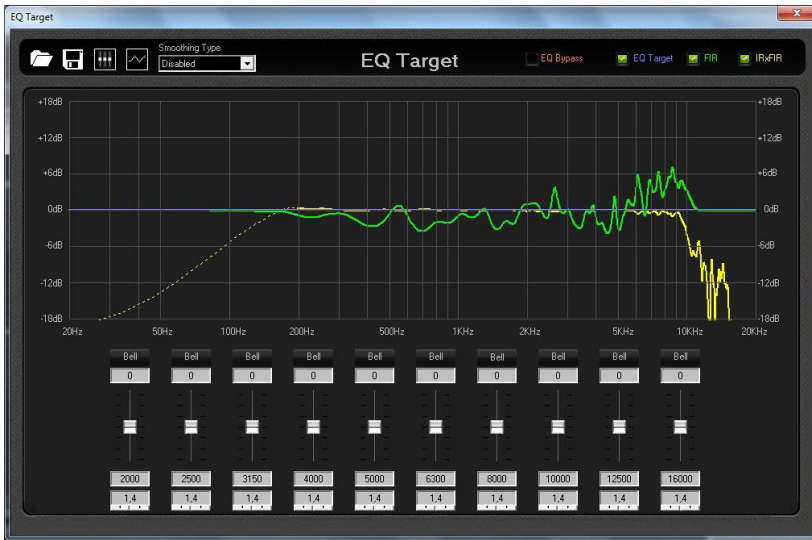 EQ Target
Smoothing Type
Disabled
EQ Target
EQ Bypass
EQ Target
FIR
IRxFIR
+18dB +18dB
+12dB +12dB
+6dB +6dB
0dB 0dB
-6dB -6dB
-12dB -12dB
-18dB -18dB
20Hz 50Hz 100Hz 200Hz 500Hz 1KHz 2KHz 5KHz 10KHz 20KHz
Bell Bell Bell Bell Bell Bell Bell Bell Bell Bell
0 0 0 0 0 0 0 0 0 0
2000 2500 3150 4000 5000 6300 8000 10000 12500 16000
1,4 1,4 1,4 1,4 1,4 1,4 1,4 1,4 1,4 1,4